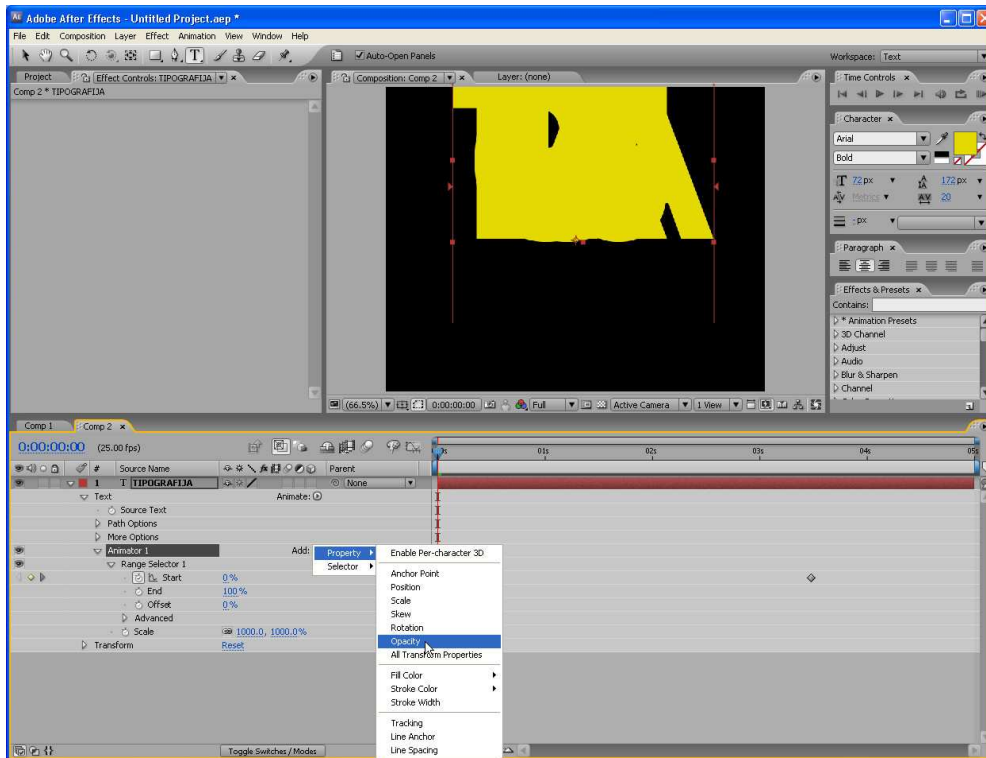 Adobe After Effects - Untitled Project.aep *
File Edit Composition Layer Effect Animation View Window Help
T Auto-Open Panels Workspace: Text
Project Effect Controls: TIPOGRAFIJA Composition: Comp 2 Layer: (none) Time Controls
Comp 2 * TIPOGRAFIJA
Character
Arial
Bold
72 px 172 px
Metrics 20
- px
Paragraph
Effects & Presets
Contains:
* Animation Presets
3D Channel
Adjust
Audio
Blur & Sharpen
Channel
(66.5%) 0:00:00:00 Full Active Camera 1 View
Comp 1 Comp 2
0:00:00:00 (25.00 fps) 01s 02s 03s 04s 05s
# Source Name Parent
1 T TIPOGRAFIJA None
Text Animate:
Source Text
Path Options
More Options
Animator 1 Add: Property Enable Per-character 3D
Range Selector 1 Selector
Start 0% Anchor Point
End 100% Position
Offset 0% Scale
Advanced Skew
Scale 1000.0, 1000.0% Rotation
Transform Reset Opacity
All Transform Properties
Fill Color
Stroke Color
Stroke Width
Tracking
Line Anchor
Toggle Switches / Modes Line Spacing